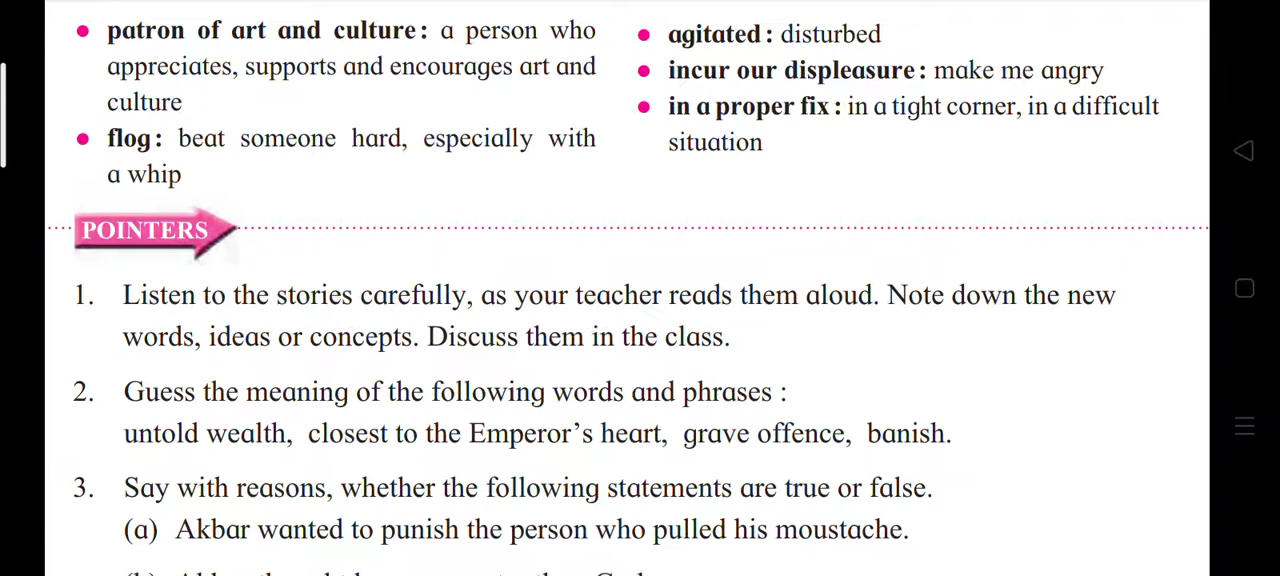 patron of art and culture : a person who
appreciates, supports and encourages art and
culture
flog : beat someone hard, especially with
a whip
agitated : disturbed
incur our displeasure : make me angry
in a proper fix : in a tight corner, in a difficult
situation
POINTERS
1. Listen to the stories carefully, as your teacher reads them aloud. Note down the new
words, ideas or concepts. Discuss them in the class.
2. Guess the meaning of the following words and phrases :
untold wealth, closest to the Emperor’s heart, grave offence, banish.
3. Say with reasons, whether the following statements are true or false.
(a) Akbar wanted to punish the person who pulled his moustache.